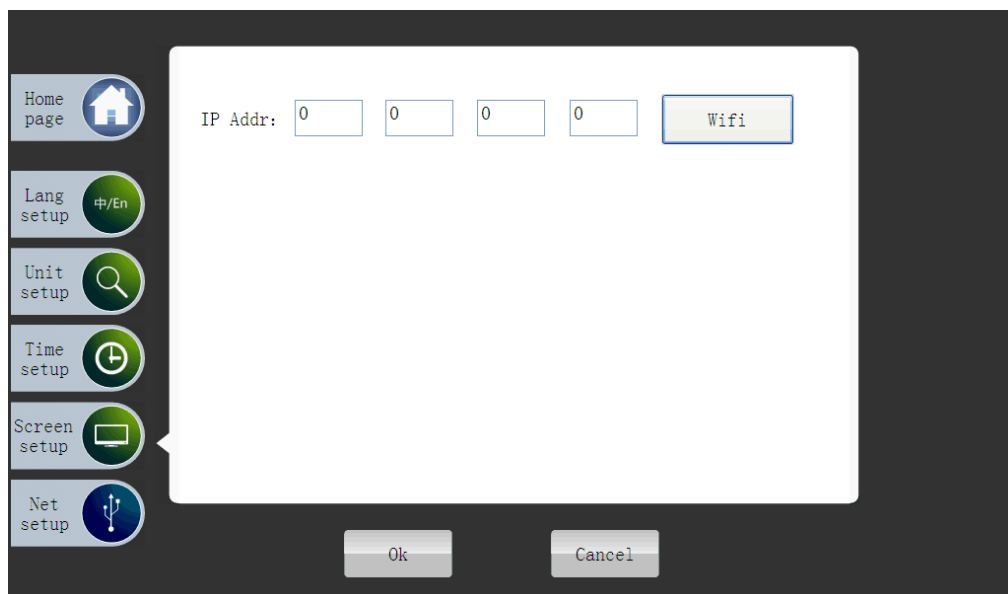 Home
page
IP Addr:
0
0
0
0
Wifi
Lang
setup
中/En
Unit
setup
Time
setup
Screen
setup
Net
setup
Ok
Cancel